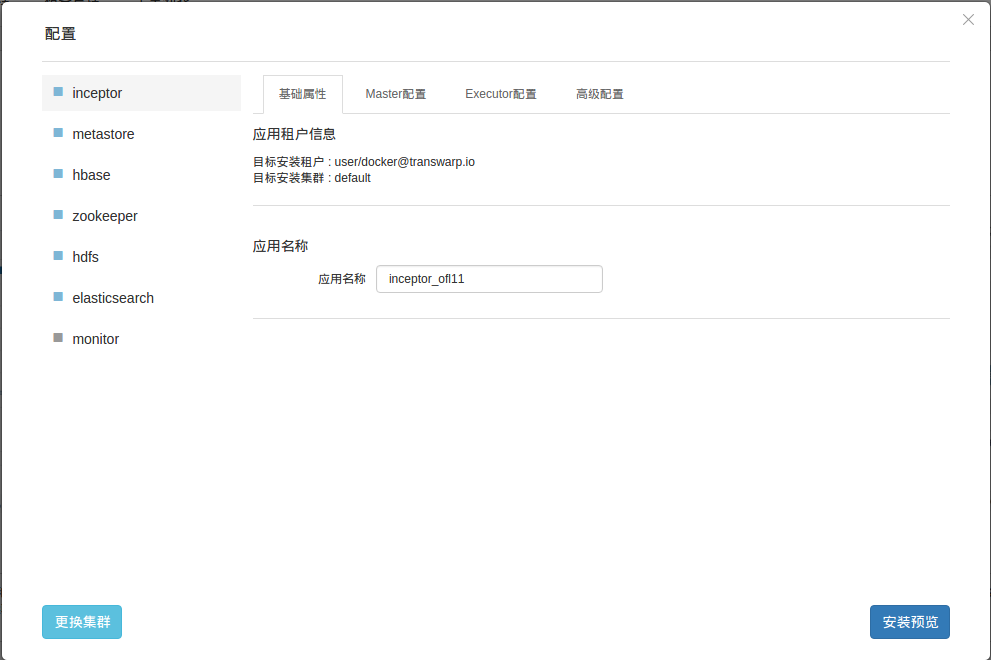 配置
inceptor
metastore
hbase
zookeeper
hdfs
elasticsearch
monitor
基础属性 Master配置 Executor配置 高级配置
应用租户信息
目标安装租户 : user/docker@transwarp.io
目标安装集群 : default
应用名称
应用名称 inceptor_ofl11
更换集群 安装预览